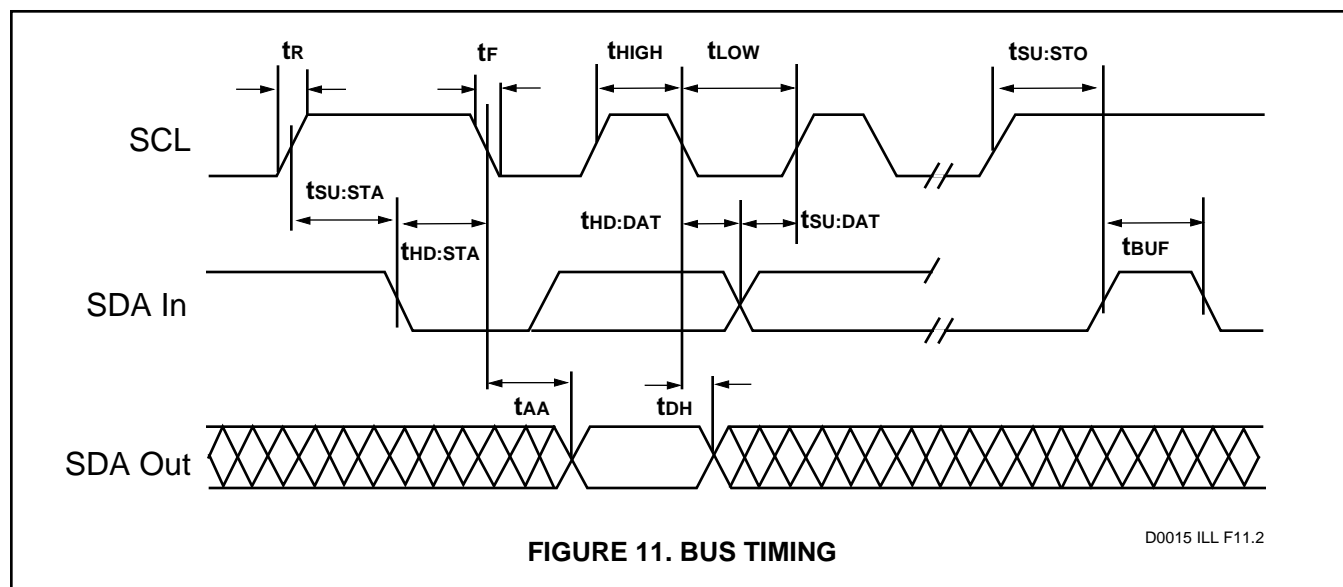 tR tF tHIGH tLOW tSU:STO
SCL
tSU:STA
tHD:STA tHD:DAT tSU:DAT tBUF
SDA In
tAA tDH
SDA Out
FIGURE 11. BUS TIMING
D0015 ILL F11.2